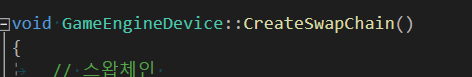 void GameEngineDevice::CreateSwapChain()
{
// 스왑체인